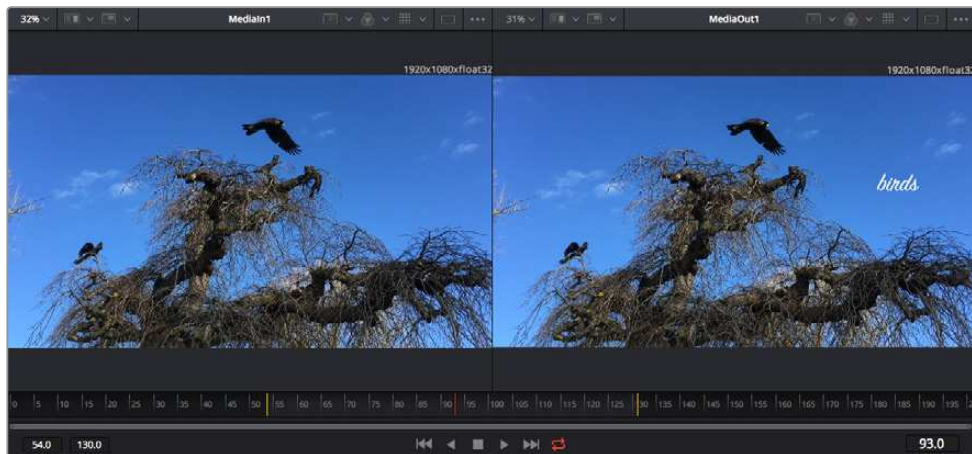 32% MediaIn1 31% MediaOut1
1920x1080xfloat32 1920x1080xfloat32
birds
0 5 10 15 20 25 30 35 40 45 50 55 60 65 70 75 80 85 90 95 100 105 110 115 120 125 130 135 140 145 150 155 160 165 170 175 180 185 190 195
54.0 130.0 93.0